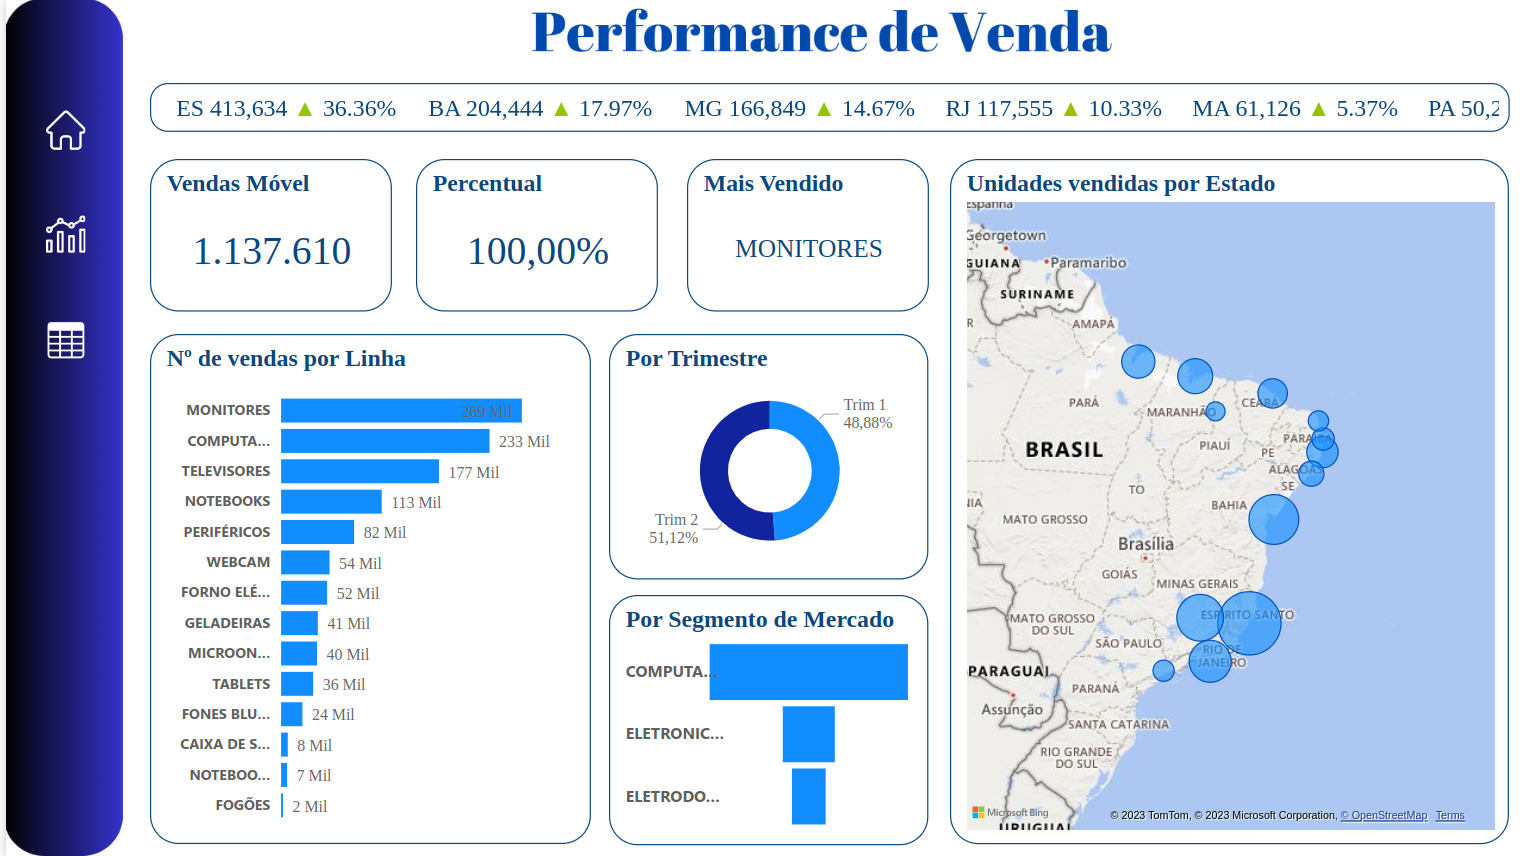 Performance de Venda
ES 413,634 ▲ 36.36% BA 204,444 ▲ 17.97% MG 166,849 ▲ 14.67% RJ 117,555 ▲ 10.33% MA 61,126 ▲ 5.37% PA 50,2
Vendas Móvel
1.137.610
Percentual
100,00%
Mais Vendido
MONITORES
Nº de vendas por Linha
MONITORES 269 Mil
COMPUTA... 233 Mil
TELEVISORES 177 Mil
NOTEBOOKS 113 Mil
PERIFÉRICOS 82 Mil
WEBCAM 54 Mil
FORNO ELÉ... 52 Mil
GELADEIRAS 41 Mil
MICROON... 40 Mil
TABLETS 36 Mil
FONES BLU... 24 Mil
CAIXA DE S... 8 Mil
NOTEBOO... 7 Mil
FOGÕES 2 Mil
Por Trimestre
Trim 1
48,88%
Trim 2
51,12%
Por Segmento de Mercado
COMPUTA...
ELETRONIC...
ELETRODO...
Unidades vendidas por Estado
Espanha
Georgetown
GUIANA
Paramaribo
SURINAME
R
AMAPÁ
PARÁ
MARANHÃO
CEARÁ
BRASIL
PIAUÍ
PARAÍBA
PE
ALAGOAS
SE
TO
BAHIA
NIA
MATO GROSSO
Brasília
GOIÁS
MINAS GERAIS
MATO GROSSO
DO SUL
ESPIRITO SANTO
SÃO PAULO
RIO DE
JANEIRO
PARAGUAI
PARANÁ
Assunção
SANTA CATARINA
RIO GRANDE
DO SUL
Microsoft Bing
URUGUAI
© 2023 TomTom, © 2023 Microsoft Corporation, © OpenStreetMap Terms